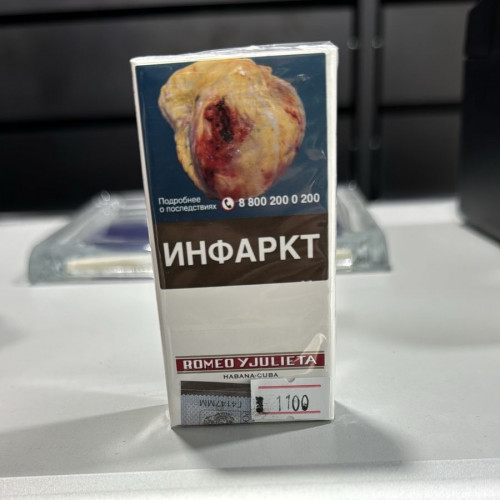 Подробнее
о последствиях 8 800 200 0 200
ИНФАРКТ
ROMEO Y JULIETA
HABANA·CUBA
1100